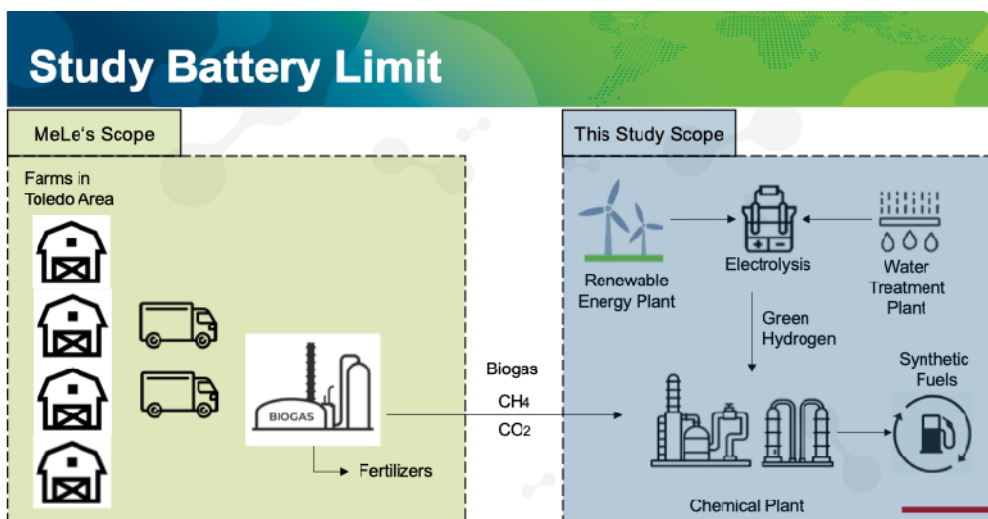 Study Battery Limit
MeLe's Scope
Farms in
Toledo Area
BIOGAS
Fertilizers
Biogas
CH4
CO2
This Study Scope
Renewable
Energy Plant
Electrolysis
Water
Treatment
Plant
Green
Hydrogen
Synthetic
Fuels
Chemical Plant